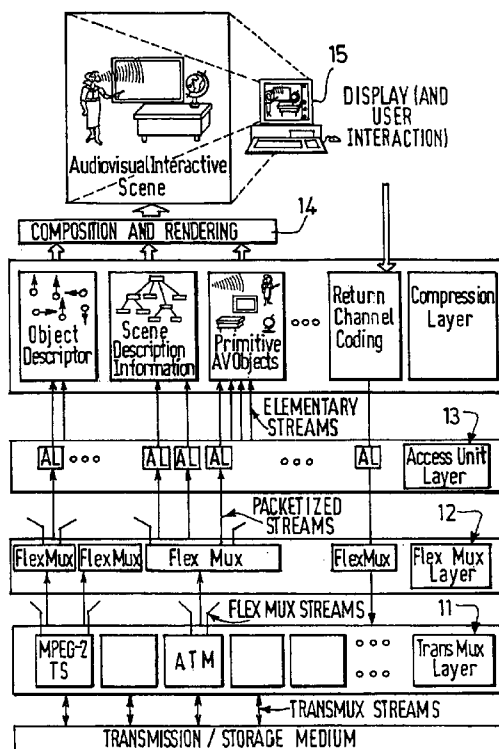 15
DISPLAY (AND
USER
INTERACTION)
Audiovisual Interactive
Scene
14
COMPOSITION AND RENDERING
Object
Descriptor
Scene
Description
Information
Primitive
AV Objects
Return
Channel
Coding
Compression
Layer
ELEMENTARY
STREAMS
13
AL
AL
AL
AL
AL
Access Unit
Layer
PACKETIZED
STREAMS
12
FlexMux
FlexMux
Flex Mux
FlexMux
Flex Mux
Layer
FLEX MUX STREAMS
11
MPEG-2
TS
ATM
Trans Mux
Layer
TRANSMUX STREAMS
TRANSMISSION / STORAGE MEDIUM